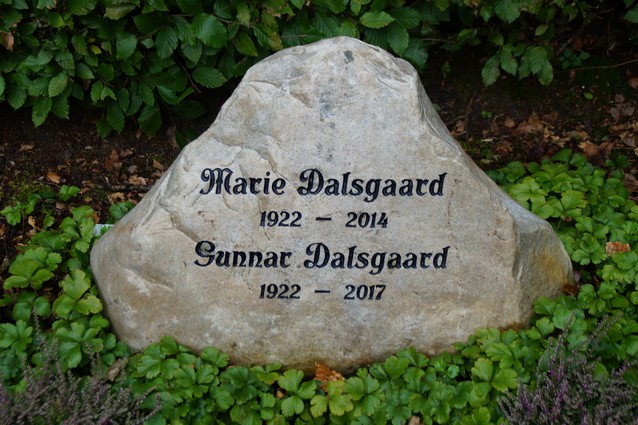 Marie Dalsgaard
1922 – 2014
Gunnar Dalsgaard
1922 – 2017